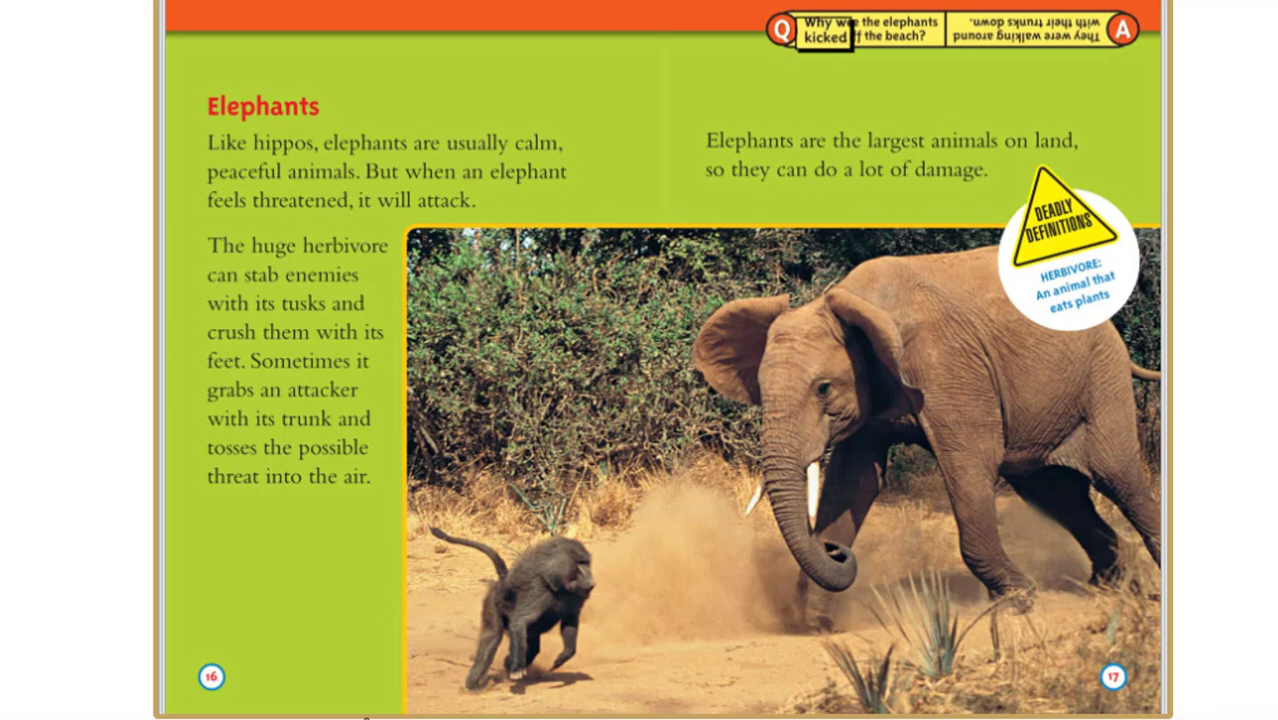 Q Why we e the elephants
kicked ff the beach?
They were walking around
with their trunks down.
A
Elephants
Like hippos, elephants are usually calm,
peaceful animals. But when an elephant
feels threatened, it will attack.
The huge herbivore
can stab enemies
with its tusks and
crush them with its
feet. Sometimes it
grabs an attacker
with its trunk and
tosses the possible
threat into the air.
Elephants are the largest animals on land,
so they can do a lot of damage.
DEADLY
DEFINITIONS
HERBIVORE:
An animal that
eats plants
16
17